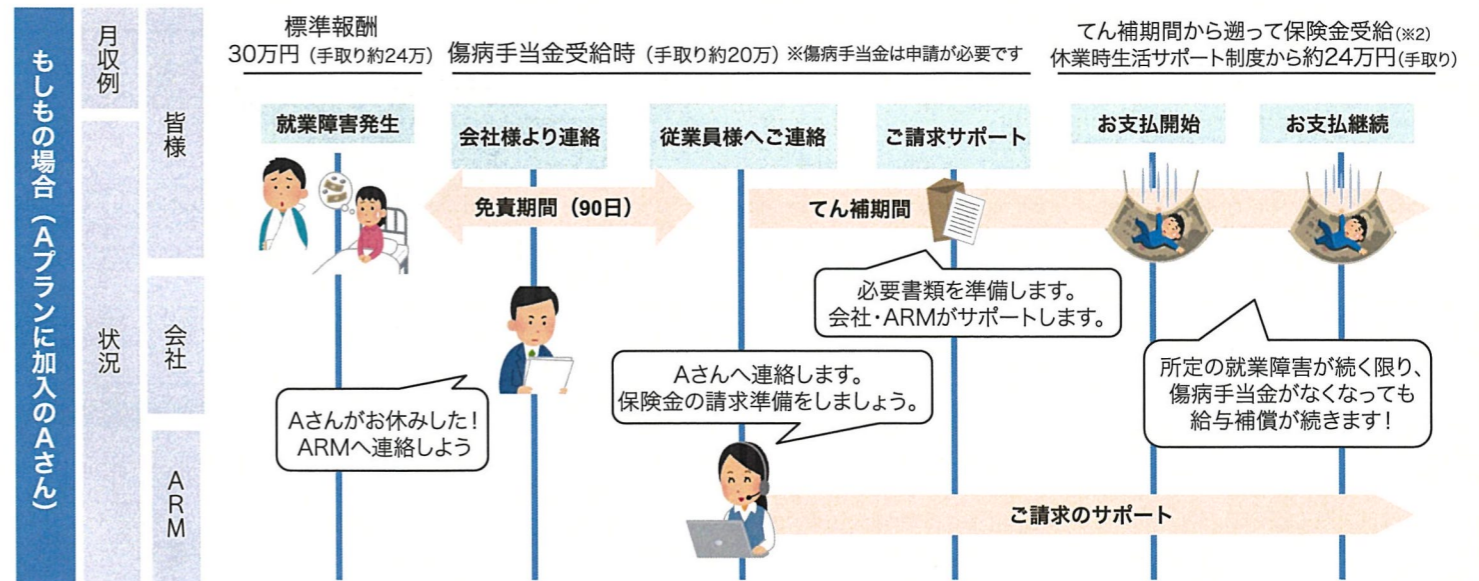 もしもの場合（Aプランに加入のAさん）
月収例
状況
皆様
会社
ARM
標準報酬
30万円（手取り約24万）
傷病手当金受給時（手取り約20万）※傷病手当金は申請が必要です
てん補期間から遡って保険金受給(※2)
休業時生活サポート制度から約24万円(手取り)
就業障害発生
会社様より連絡
従業員様へご連絡
ご請求サポート
お支払開始
お支払継続
免責期間（90日）
てん補期間
必要書類を準備します。
会社・ARMがサポートします。
Aさんがお休みした！
ARMへ連絡しよう
Aさんへ連絡します。
保険金の請求準備をしましょう。
所定の就業障害が続く限り、
傷病手当金がなくなっても
給与補償が続きます！
ご請求のサポート